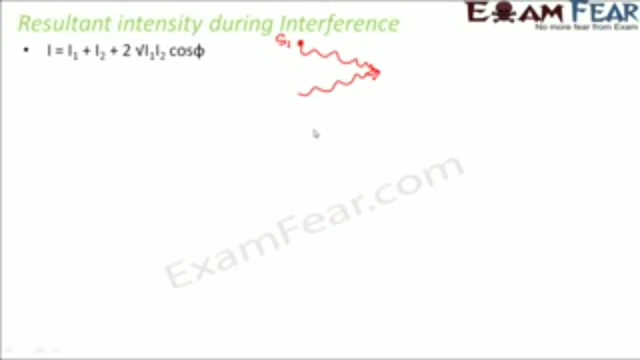 Resultant intensity during Interference
EXAM FEAR
No more fear from Exam
• I = I₁ + I₂ + 2 √I₁I₂ cosϕ
S₁
ExamFear.com